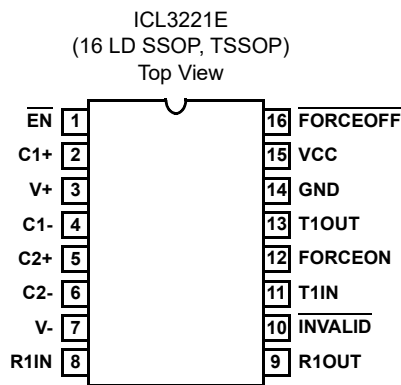 ICL3221E
(16 LD SSOP, TSSOP)
Top View
EN 1 16 FORCEOFF
C1+ 2 15 VCC
V+ 3 14 GND
C1- 4 13 T1OUT
C2+ 5 12 FORCEON
C2- 6 11 T1IN
V- 7 10 INVALID
R1IN 8 9 R1OUT